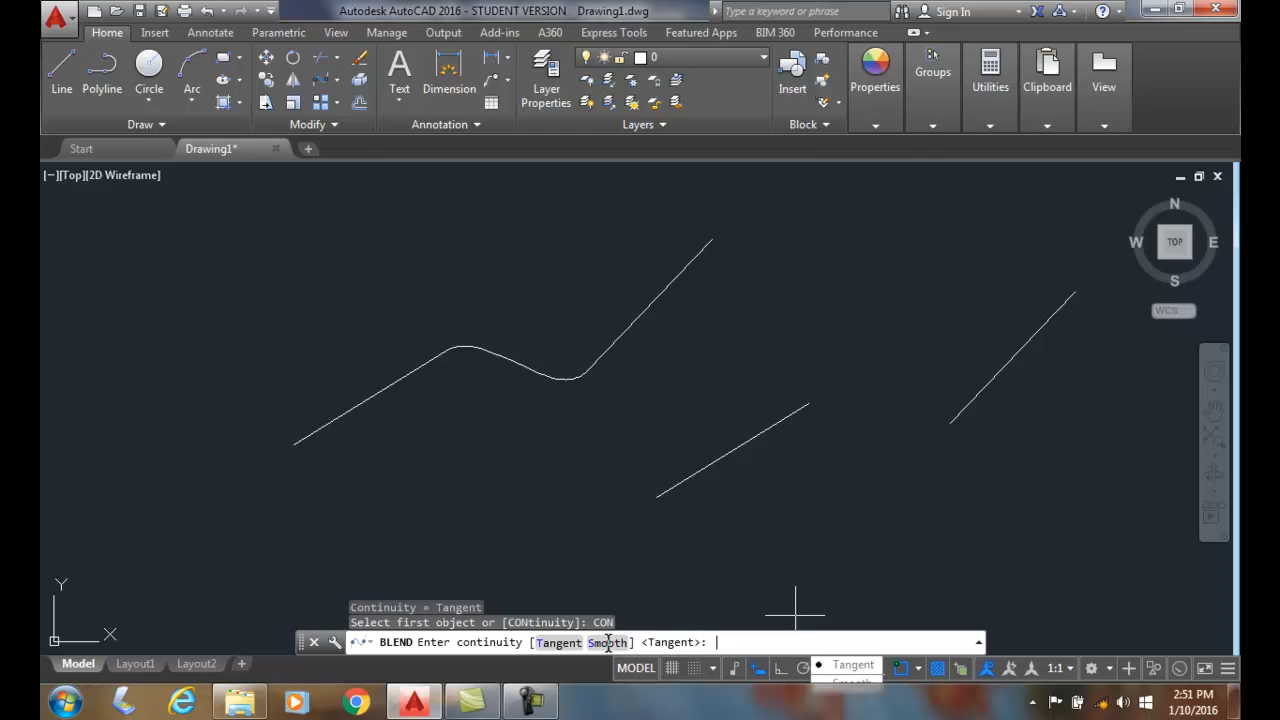 Autodesk AutoCAD 2016 - STUDENT VERSION Drawing1.dwg
Type a keyword or phrase
Sign In
Home Insert Annotate Parametric View Manage Output Add-ins A360 Express Tools Featured Apps BIM 360 Performance
0
Line Polyline Circle Arc Text Dimension Layer Properties Insert Properties Groups Utilities Clipboard View
Draw Modify Annotation Layers Block
Start Drawing1*
[−][Top][2D Wireframe]
N
W TOP E
S
WCS
Y
X
Continuity = Tangent
Select first object or [CONtinuity]: CON
BLEND Enter continuity [Tangent Smooth] <Tangent>:
Tangent
Smooth
Model Layout1 Layout2
MODEL 1:1
2:51 PM
1/10/2016